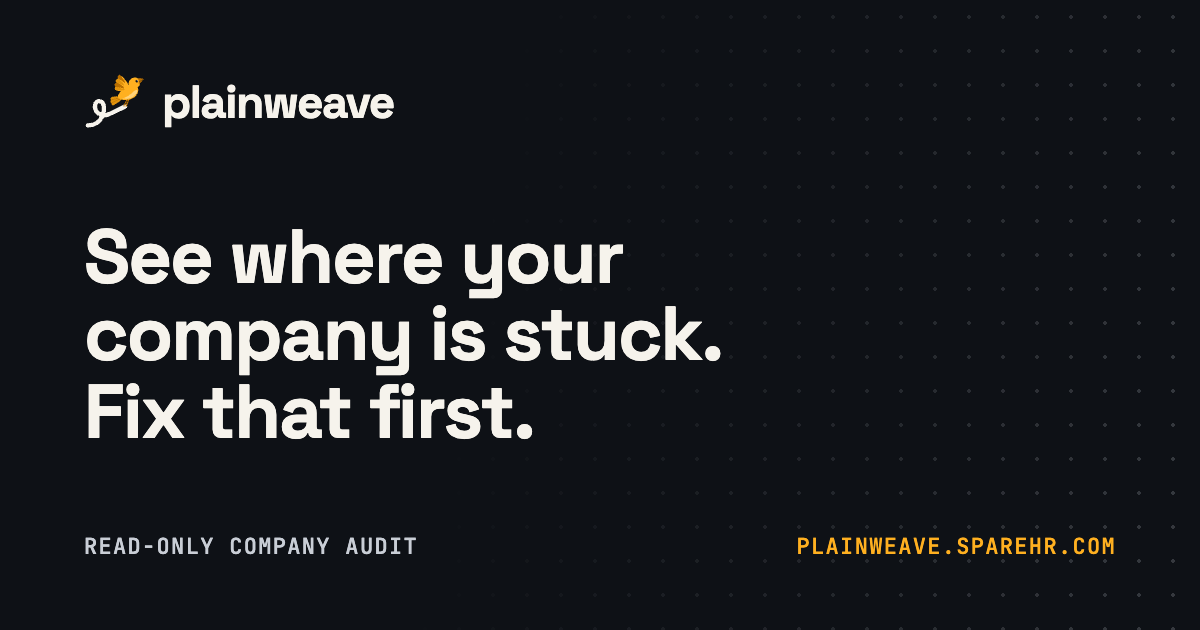 plainweave
See where your
company is stuck.
Fix that first.
READ-ONLY COMPANY AUDIT
PLAINWEAVE.SPAREHR.COM